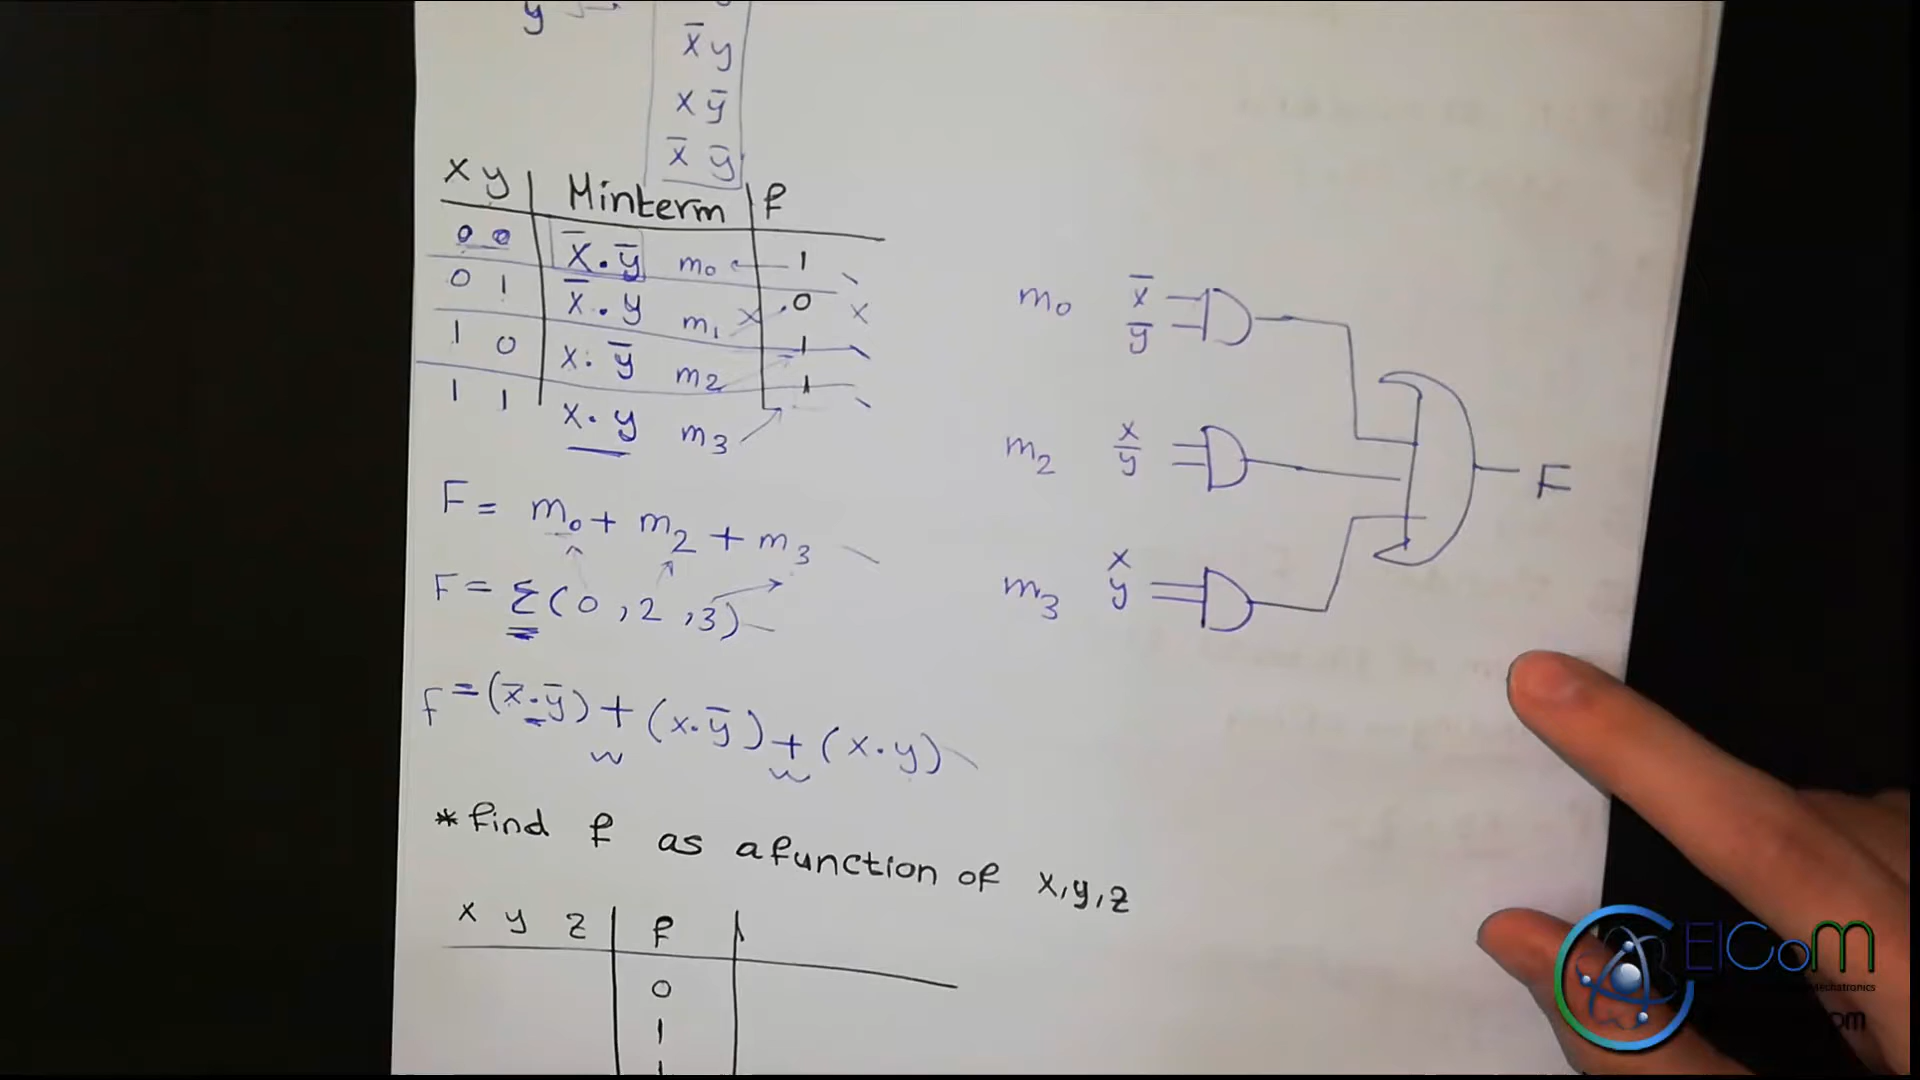 y
x̄ y
x ȳ
x̄ ȳ
x y | Minterm | f
0 0 | x̄ . ȳ m₀ | 1
0 1 | x̄ . y m₁ x | 0 x
1 0 | x . ȳ m₂ | 1
1 1 | x . y m₃ | 1
F = m₀ + m₂ + m₃
F = Σ(0, 2, 3)
f = (x̄.ȳ) + (x.ȳ) + (x.y)
* find f as a function of x,y,z
x y z | f |
0
1
m₀ x̄
ȳ
m₂ x
ȳ
m₃ x
y
F
ElCoM
Mechatronics